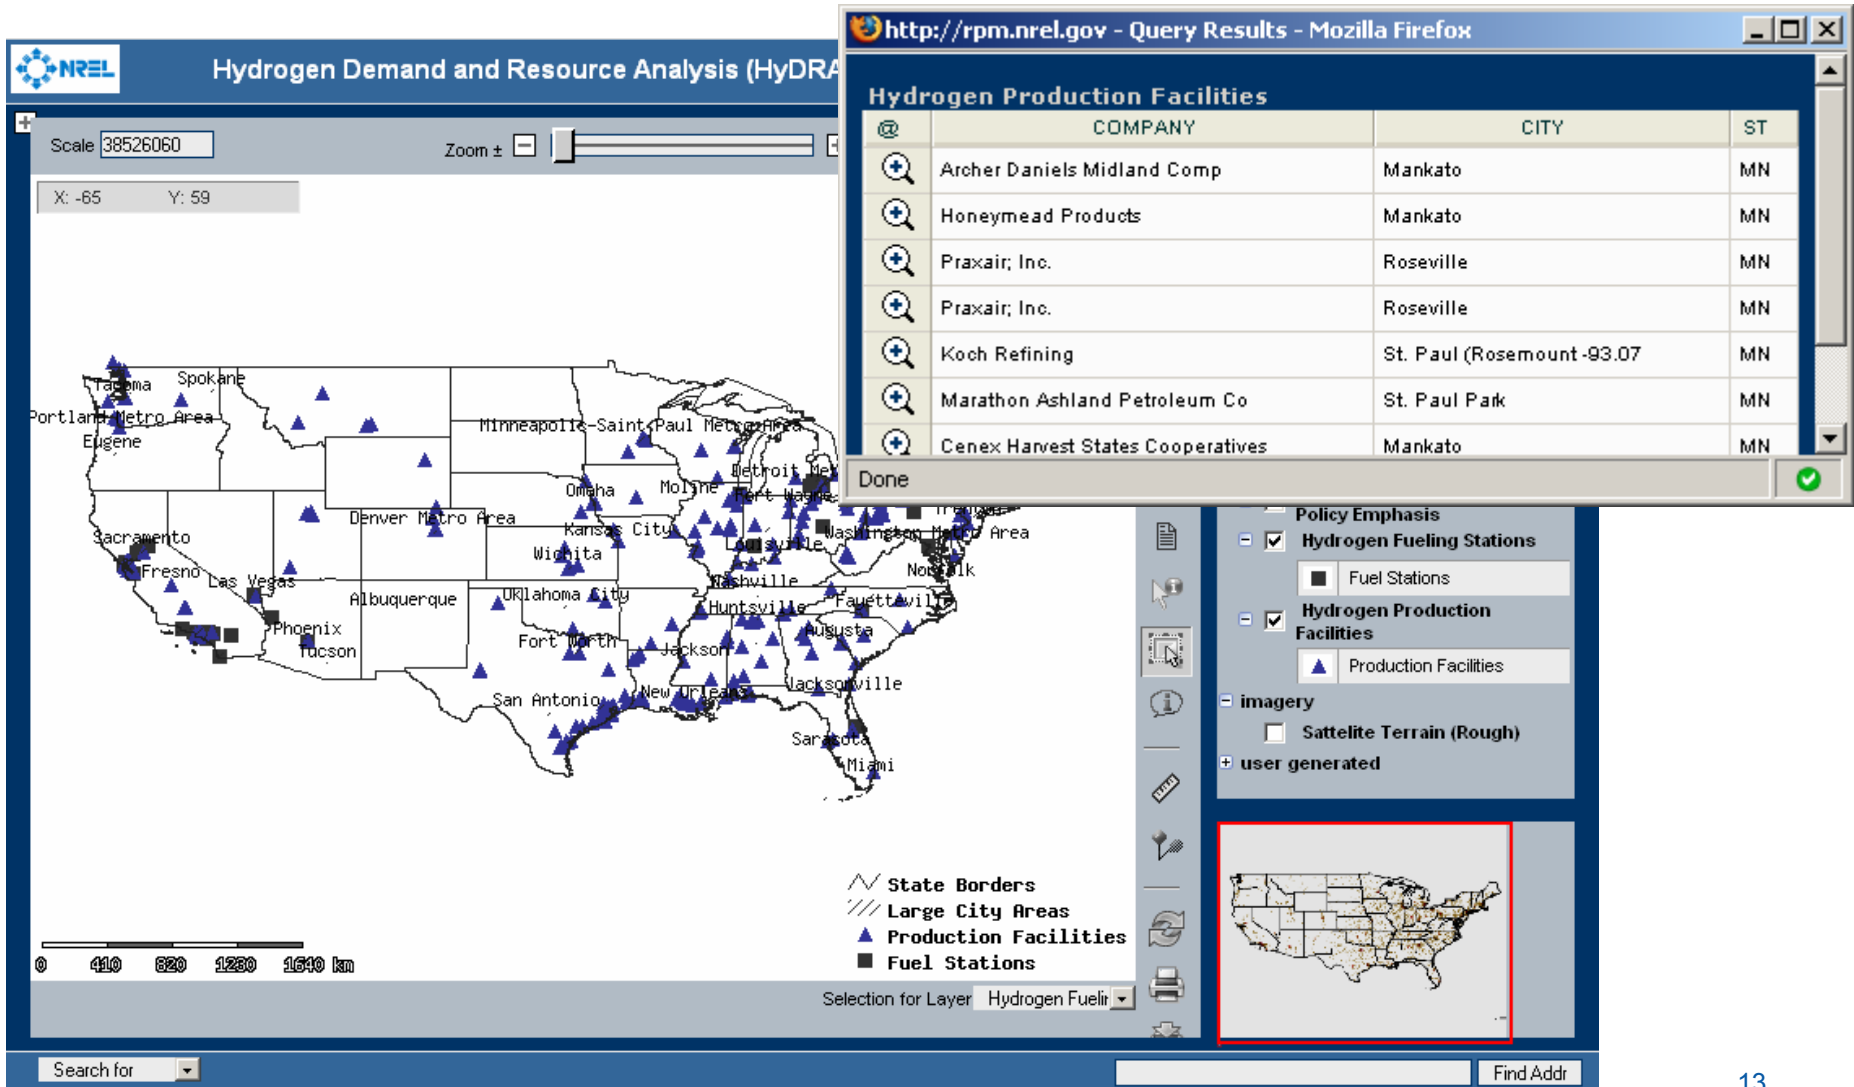 http://rpm.nrel.gov - Query Results - Mozilla Firefox
NREL
Hydrogen Demand and Resource Analysis (HyDRA
Hydrogen Production Facilities
@ COMPANY CITY ST
Archer Daniels Midland Comp Mankato MN
Honeymead Products Mankato MN
Praxair; Inc. Roseville MN
Praxair; Inc. Roseville MN
Koch Refining St. Paul (Rosemount -93.07 MN
Marathon Ashland Petroleum Co St. Paul Park MN
Cenex Harvest States Cooperatives Mankato MN
Done
Scale 38526060
Zoom ±
X: -65 Y: 59
Tacoma
Spokane
Portland Metro Area
Eugene
Minneapolis-Saint Paul Metro Area
Detroit Me
Omaha
Moline
Fort Wayne
Denver Metro Area
Kansas City
Washington Metro Area
Sacramento
Wichita
Louisville
Fresno
Las Vegas
Nashville
Norfolk
Albuquerque
Oklahoma City
Huntsville
Fayetteville
Phoenix
Tucson
Fort Worth
Jackson
Augusta
San Antonio
New Orleans
Jacksonville
Sarasota
Miami
State Borders
Large City Areas
Production Facilities
Fuel Stations
0 410 820 1230 1640 km
Selection for Layer Hydrogen Fuelir
Policy Emphasis
Hydrogen Fueling Stations
Fuel Stations
Hydrogen Production
Facilities
Production Facilities
imagery
Sattelite Terrain (Rough)
user generated
Search for
Find Addr
13